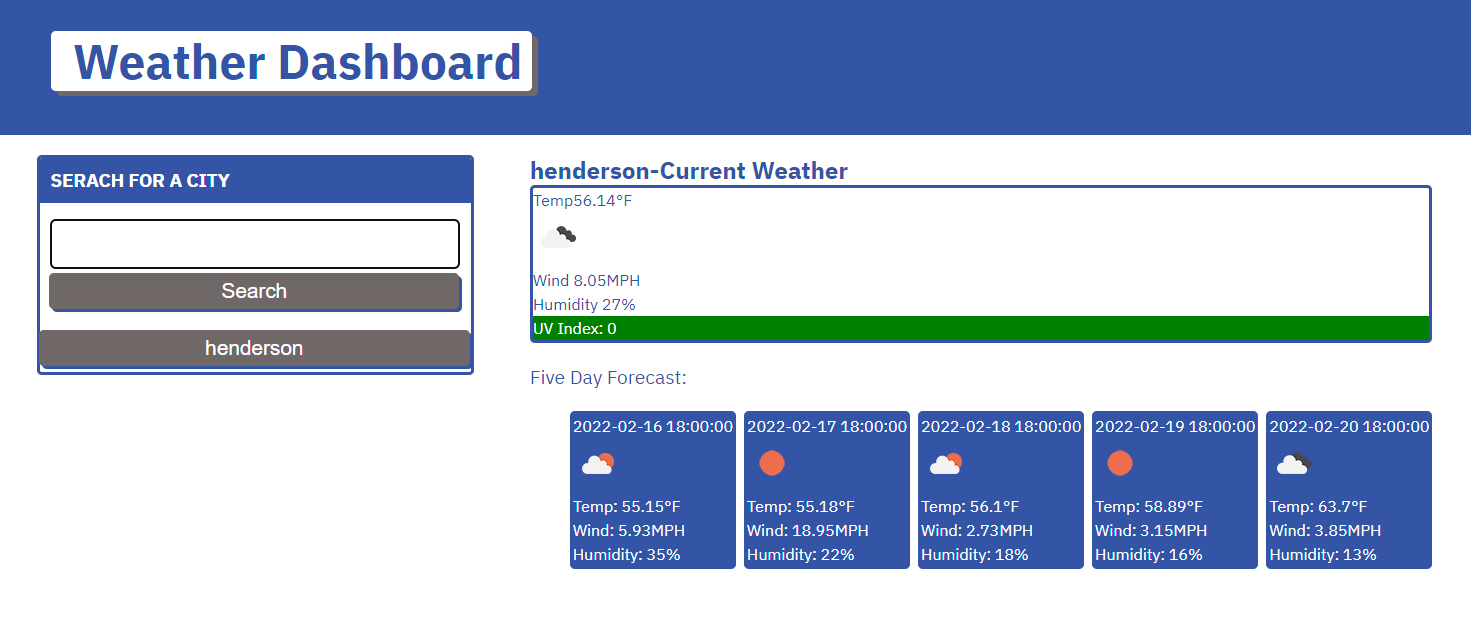 Weather Dashboard
SERACH FOR A CITY
Search
henderson
henderson-Current Weather
Temp56.14°F
Wind 8.05MPH
Humidity 27%
UV Index: 0
Five Day Forecast:
2022-02-16 18:00:00
Temp: 55.15°F
Wind: 5.93MPH
Humidity: 35%
2022-02-17 18:00:00
Temp: 55.18°F
Wind: 18.95MPH
Humidity: 22%
2022-02-18 18:00:00
Temp: 56.1°F
Wind: 2.73MPH
Humidity: 18%
2022-02-19 18:00:00
Temp: 58.89°F
Wind: 3.15MPH
Humidity: 16%
2022-02-20 18:00:00
Temp: 63.7°F
Wind: 3.85MPH
Humidity: 13%